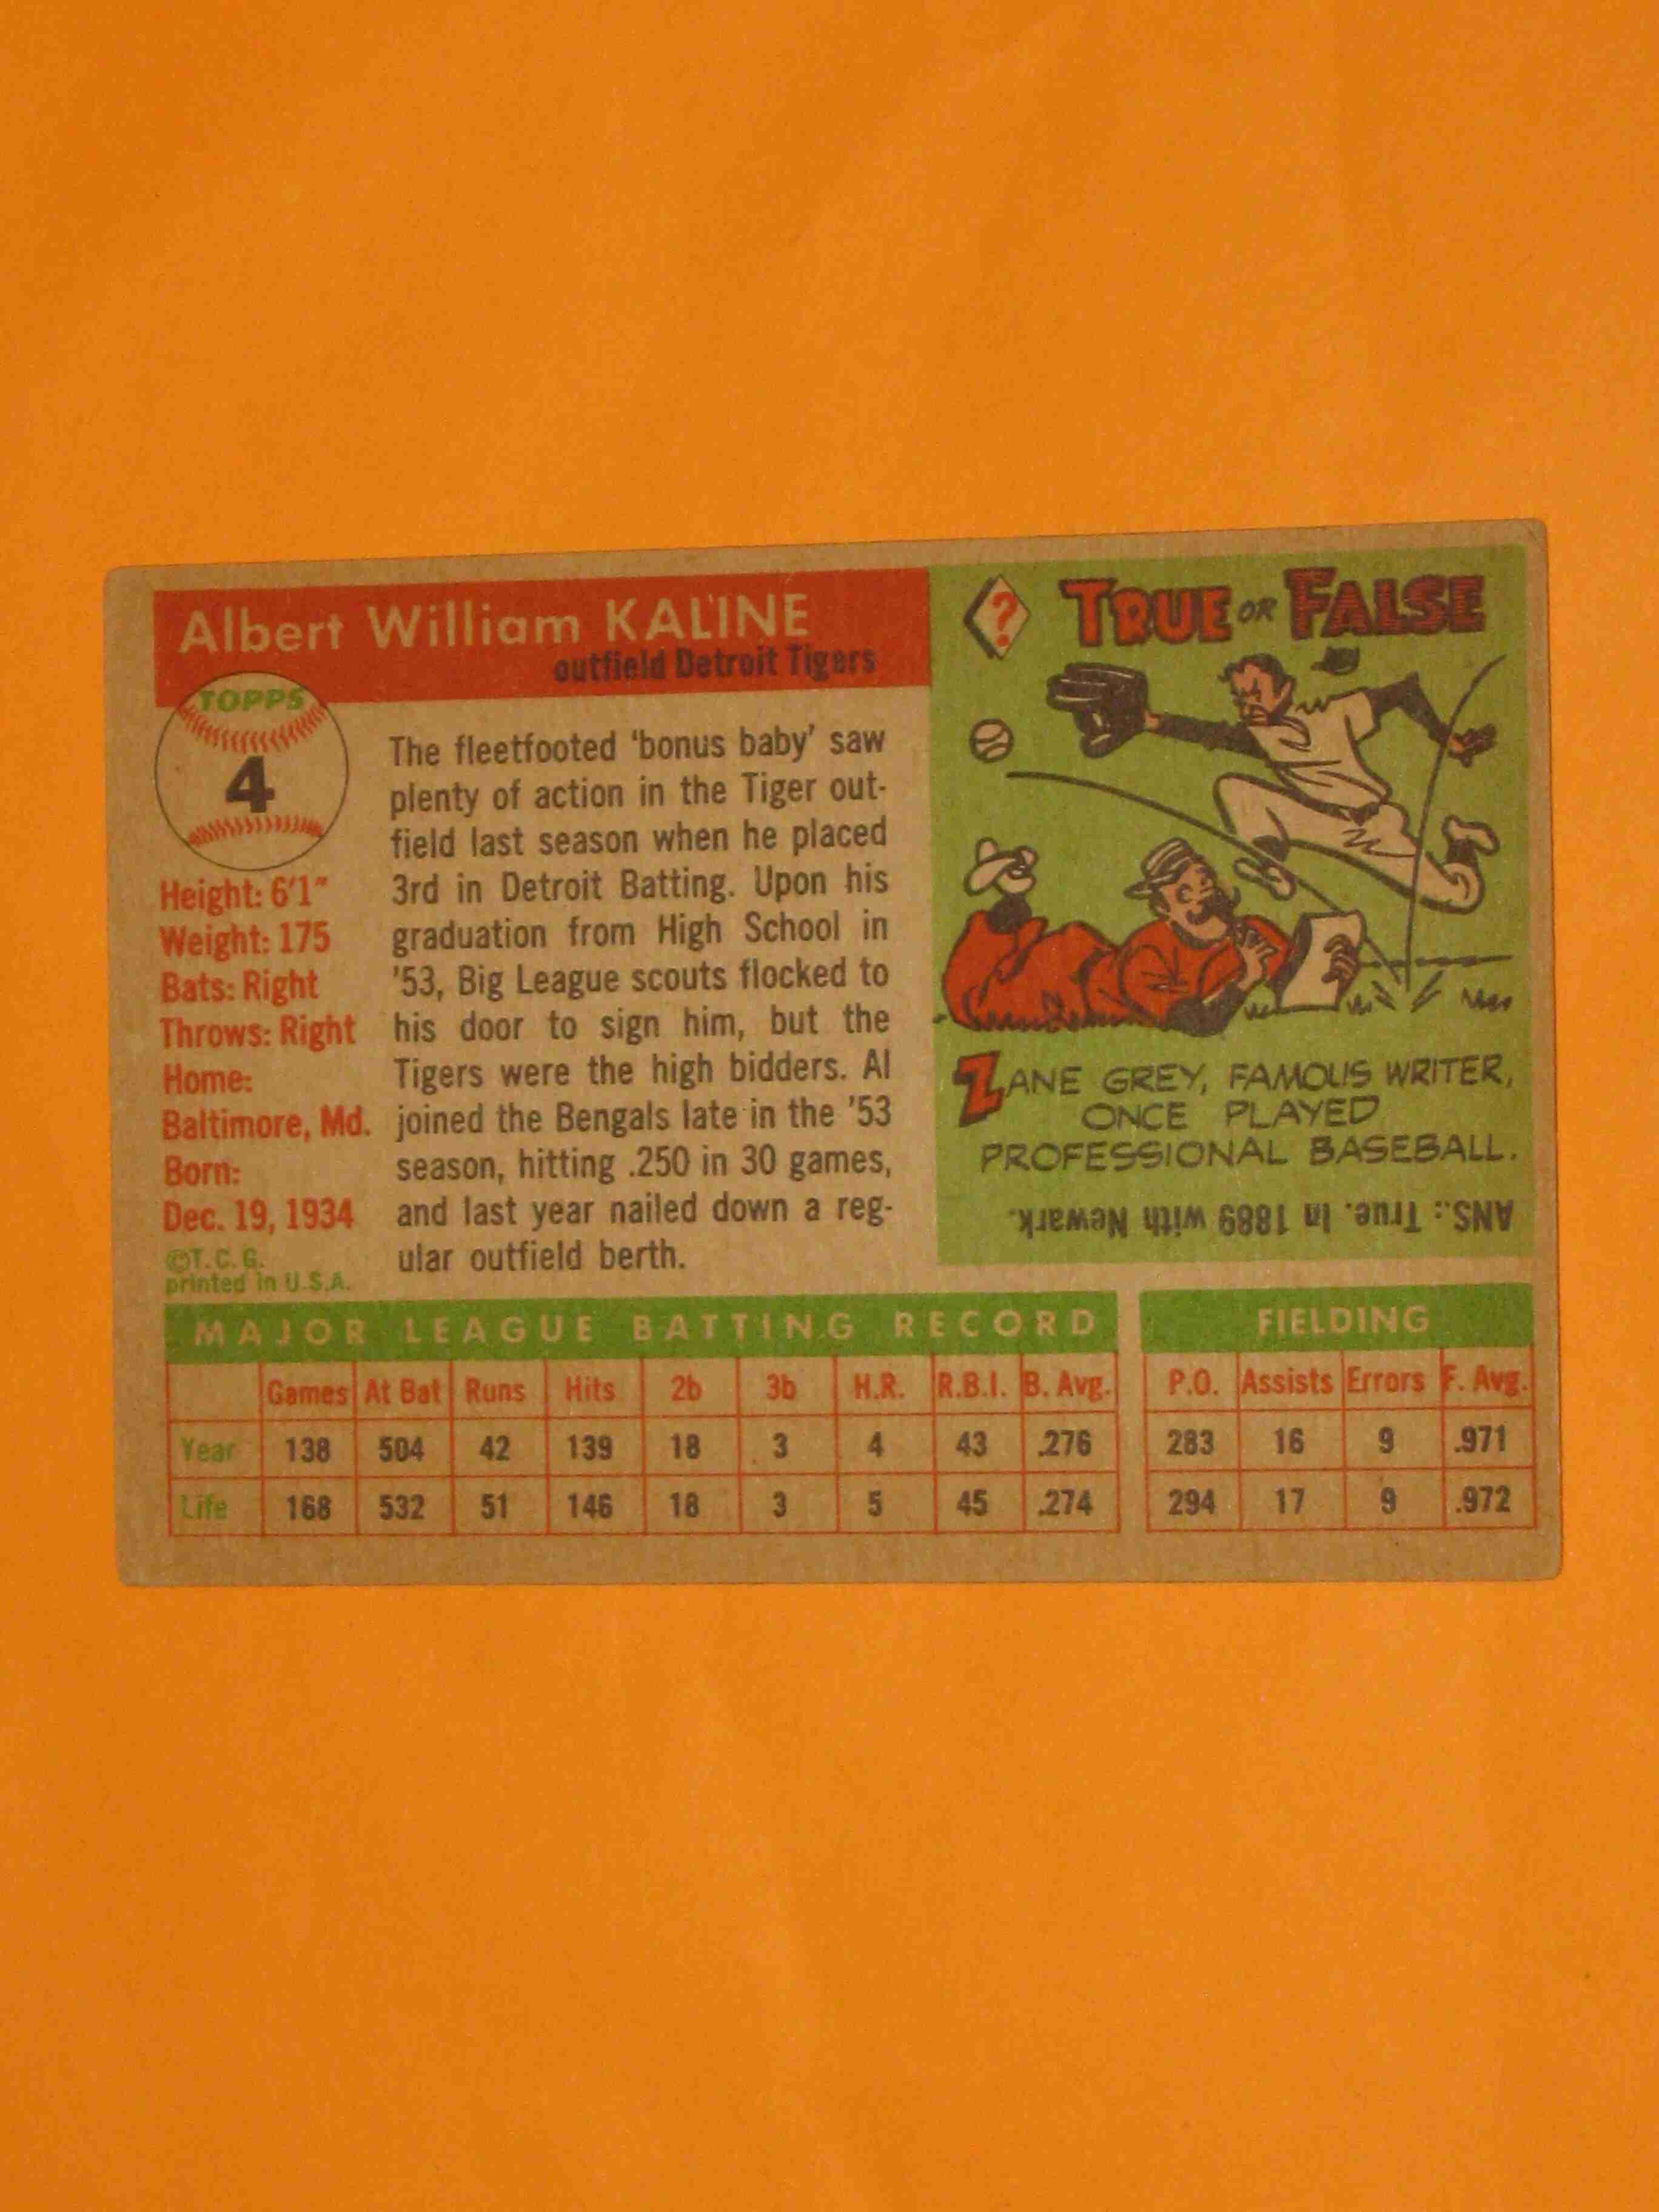 Albert William KALINE
outfield Detroit Tigers
TOPPS
4
Height: 6'1"
Weight: 175
Bats: Right
Throws: Right
Home:
Baltimore, Md.
Born:
Dec. 19, 1934
©T.C.G.
printed in U.S.A.
The fleetfooted 'bonus baby' saw
plenty of action in the Tiger out-
field last season when he placed
3rd in Detroit Batting. Upon his
graduation from High School in
'53, Big League scouts flocked to
his door to sign him, but the
Tigers were the high bidders. Al
joined the Bengals late in the '53
season, hitting .250 in 30 games,
and last year nailed down a reg-
ular outfield berth.
? TRUE OR FALSE
ZANE GREY, FAMOUS WRITER,
ONCE PLAYED
PROFESSIONAL BASEBALL.
ANS.: True. In 1889 with Newark.
MAJOR LEAGUE BATTING RECORD
Games At Bat Runs Hits 2b 3b H.R. R.B.I. B. Avg.
Year 138 504 42 139 18 3 4 43 .276
Life 168 532 51 146 18 3 5 45 .274
FIELDING
P.O. Assists Errors F. Avg.
283 16 9 .971
294 17 9 .972